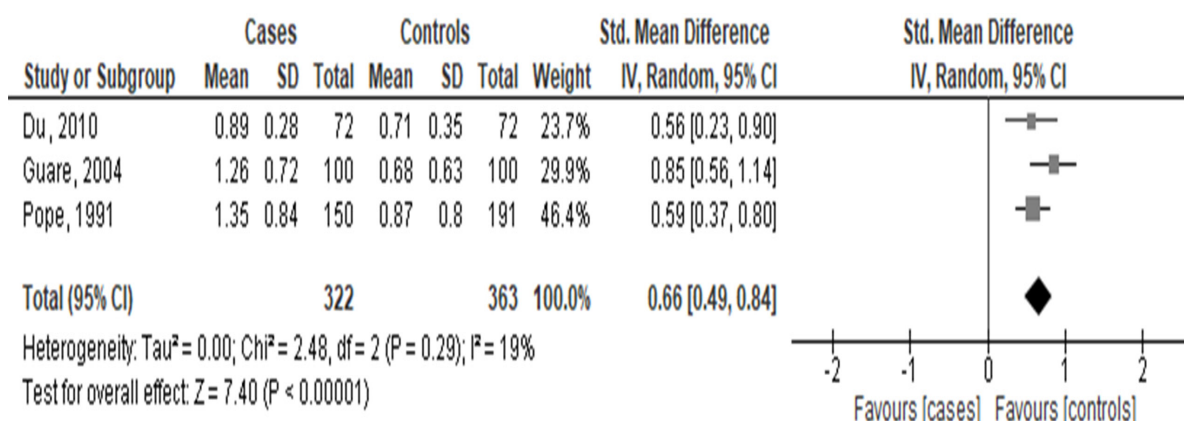 Cases Controls Std. Mean Difference Std. Mean Difference
Study or Subgroup Mean SD Total Mean SD Total Weight IV, Random, 95% CI IV, Random, 95% CI
Du, 2010 0.89 0.28 72 0.71 0.35 72 23.7% 0.56 [0.23, 0.90]
Guare, 2004 1.26 0.72 100 0.68 0.63 100 29.9% 0.85 [0.56, 1.14]
Pope, 1991 1.35 0.84 150 0.87 0.8 191 46.4% 0.59 [0.37, 0.80]
Total (95% CI) 322 363 100.0% 0.66 [0.49, 0.84]
Heterogeneity: Tau² = 0.00; Chi² = 2.48, df = 2 (P = 0.29); I² = 19%
Test for overall effect: Z = 7.40 (P < 0.00001)
-2 -1 0 1 2
Favours [cases] Favours [controls]